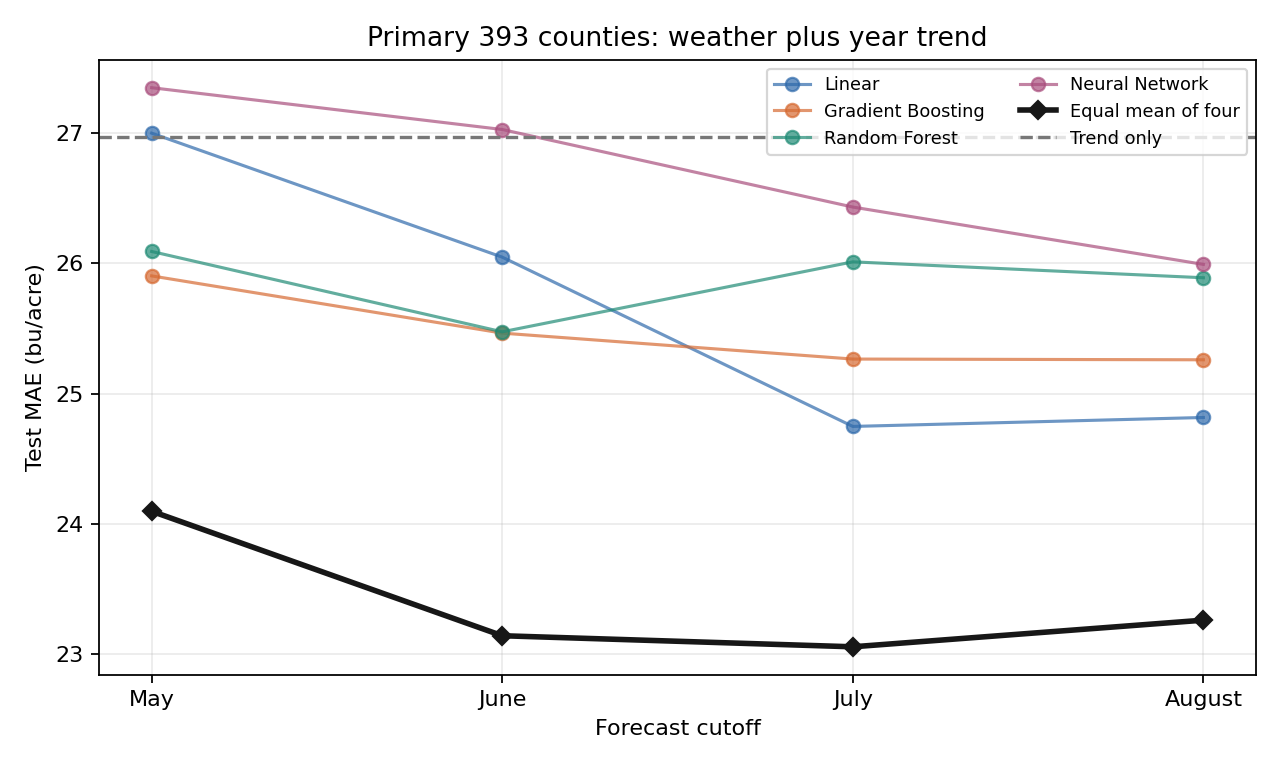 Primary 393 counties: weather plus year trend
Linear
Gradient Boosting
Random Forest
Neural Network
Equal mean of four
Trend only
Test MAE (bu/acre)
27
26
25
24
23
May
June
July
August
Forecast cutoff